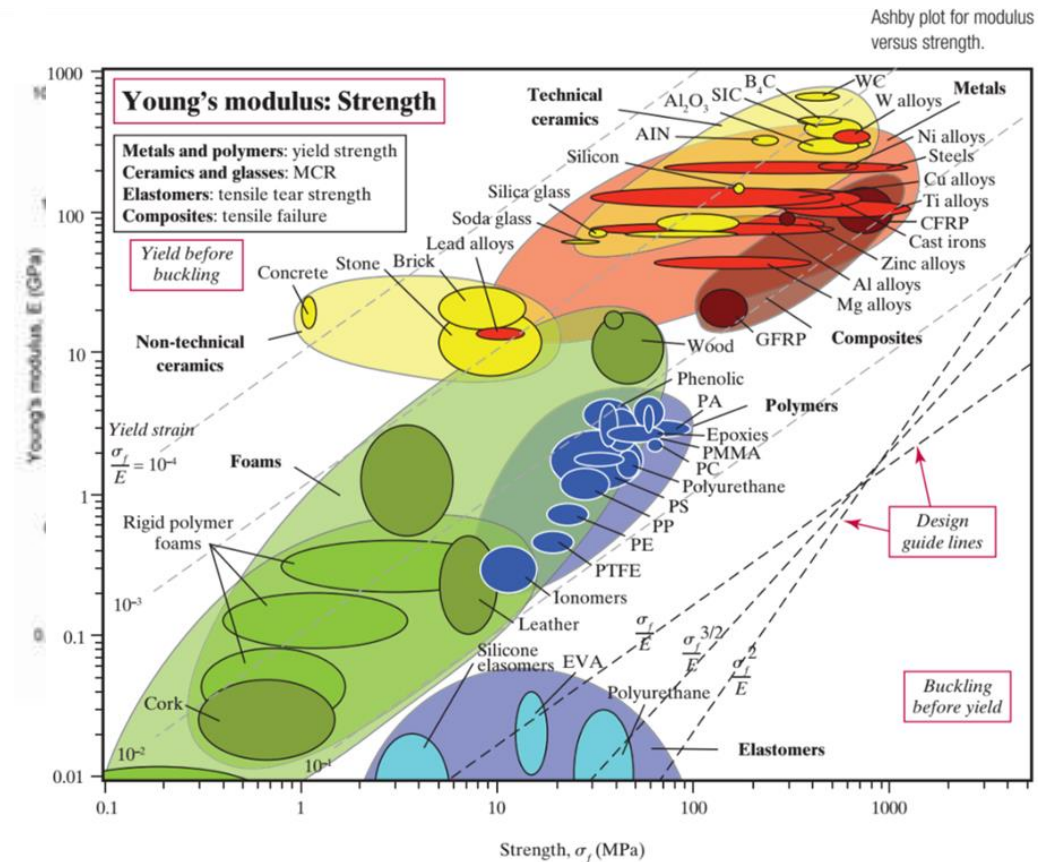 Ashby plot for modulus
versus strength.
Young's modulus: Strength
Metals and polymers: yield strength
Ceramics and glasses: MCR
Elastomers: tensile tear strength
Composites: tensile failure
Yield before
buckling
Technical
ceramics
Al₂O₃
SIC
B₄C
WC
W alloys
Metals
AIN
Silicon
Ni alloys
Steels
Cu alloys
Ti alloys
CFRP
Cast irons
Zinc alloys
Al alloys
Mg alloys
Silica glass
Soda glass
Lead alloys
Brick
Stone
Concrete
Non-technical
ceramics
Wood
GFRP
Composites
Phenolic
PA
Polymers
Epoxies
PMMA
PC
Polyurethane
PS
PP
PE
PTFE
Ionomers
Leather
Yield strain
σf/E = 10⁻⁴
Foams
Rigid polymer
foams
10⁻³
Cork
10⁻²
10⁻¹
Silicone
elasomers
EVA
Polyurethane
Elastomers
σf/E
σf^3/2/E
σf^2/E
Design
guide lines
Buckling
before yield
Young's modulus, E (GPa)
1000
100
10
1
0.1
0.01
0.1
1
10
100
1000
Strength, σf (MPa)